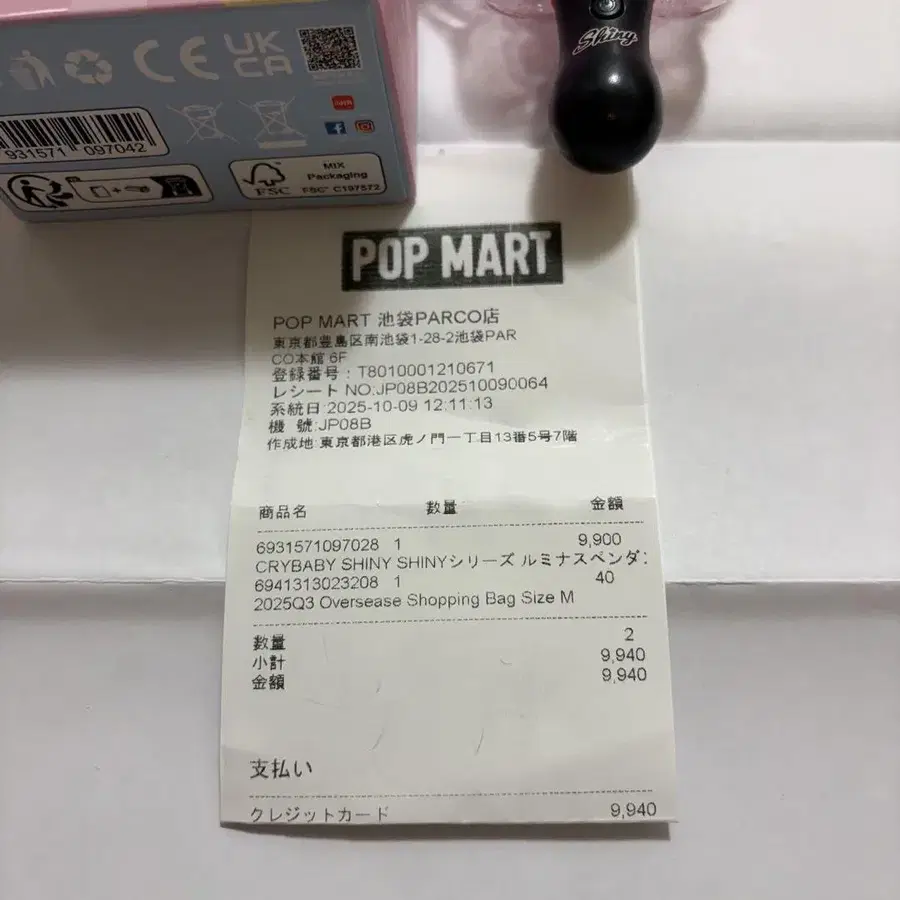 UK
CA
931571 097042
MIX
Packaging
FSC
FSC® C197572
Shiny
POP MART
POP MART 池袋PARCO店
東京都豊島区南池袋1-28-2池袋PAR
CO本館 6F
登録番号：T8010001210671
レシート NO:JP08B202510090064
系統日:2025-10-09 12:11:13
機 號:JP08B
作成地:東京都港区虎ノ門一丁目13番5号7階
商品名 数量 金額
6931571097028 1 9,900
CRYBABY SHINY SHINYシリーズ ルミナスペンダ:
6941313023208 1 40
2025Q3 Oversease Shopping Bag Size M
数量 2
小計 9,940
金額 9,940
支払い
クレジットカード 9,940